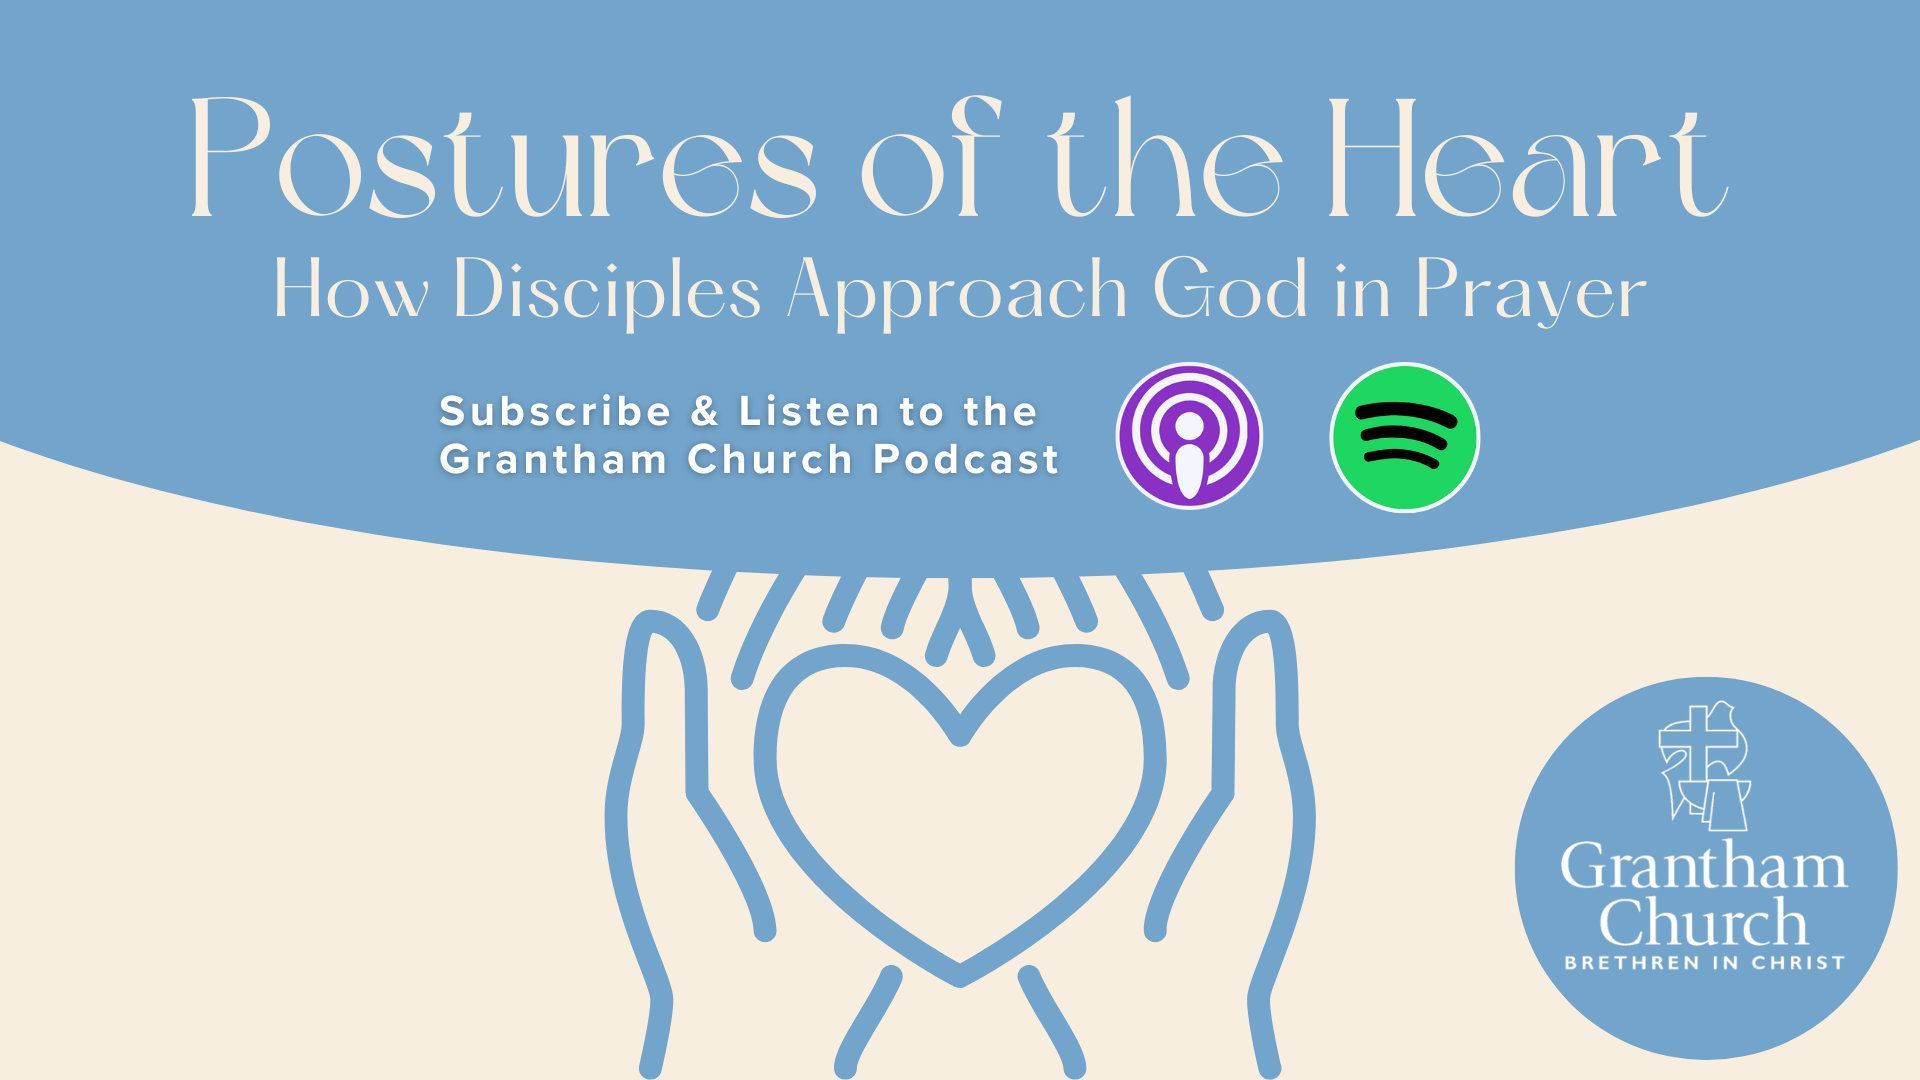 Postures of the Heart
How Disciples Approach God in Prayer
Subscribe & Listen to the
Grantham Church Podcast
Grantham
Church
BRETHREN IN CHRIST